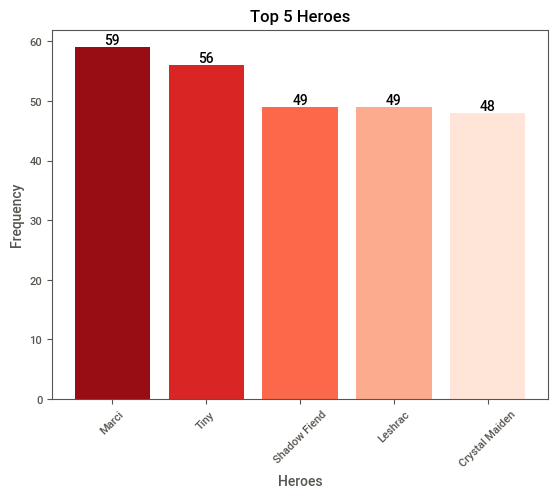 Top 5 Heroes
59
56
49
49
48
60
50
40
30
20
10
0
Frequency
Marci
Tiny
Shadow Fiend
Leshrac
Crystal Maiden
Heroes